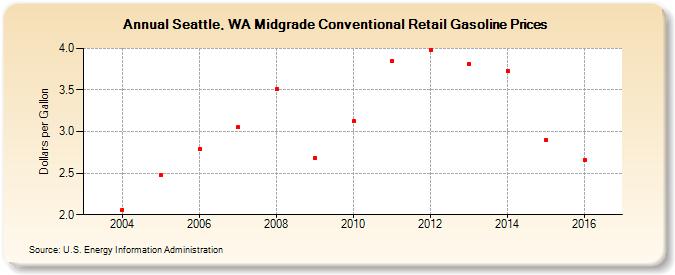 Annual Seattle, WA Midgrade Conventional Retail Gasoline Prices
Dollars per Gallon
4.0
3.5
3.0
2.5
2.0
2004 2006 2008 2010 2012 2014 2016
Source: U.S. Energy Information Administration